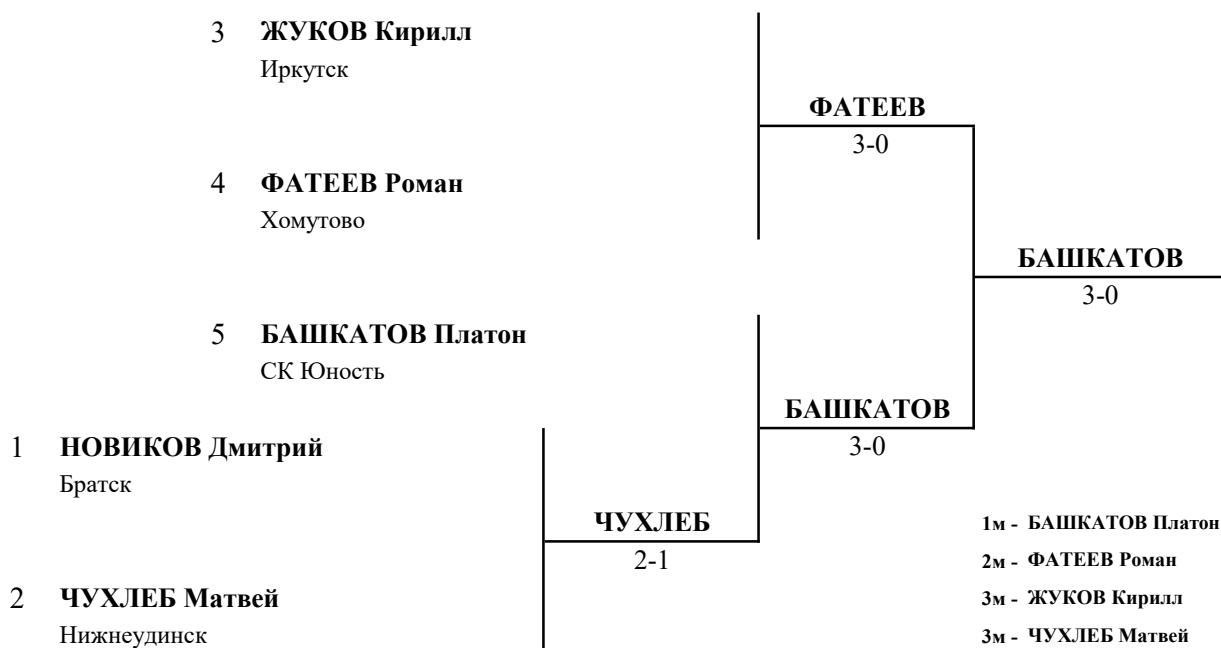 3 ЖУКОВ Кирилл
Иркутск
ФАТЕЕВ
3-0
4 ФАТЕЕВ Роман
Хомутово
БАШКАТОВ
3-0
5 БАШКАТОВ Платон
СК Юность
БАШКАТОВ
3-0
1 НОВИКОВ Дмитрий
Братск
ЧУХЛЕБ
2-1
2 ЧУХЛЕБ Матвей
Нижнеудинск
1м - БАШКАТОВ Платон
2м - ФАТЕЕВ Роман
3м - ЖУКОВ Кирилл
3м - ЧУХЛЕБ Матвей